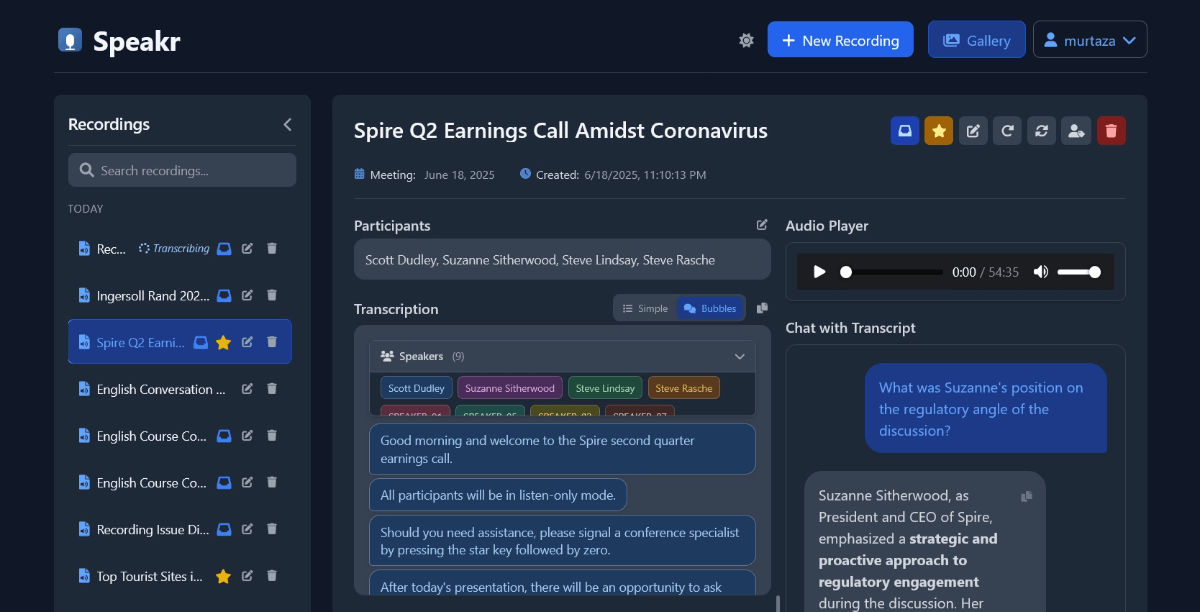 Speakr
New Recording
Gallery
murtaza
Recordings
Search recordings...
TODAY
Rec... Transcribing
Ingersoll Rand 202...
Spire Q2 Earni...
English Conversation ...
English Course Co...
English Course Co...
Recording Issue Di...
Top Tourist Sites i...
Spire Q2 Earnings Call Amidst Coronavirus
Meeting: June 18, 2025 Created: 6/18/2025, 11:10:13 PM
Participants
Scott Dudley, Suzanne Sitherwood, Steve Lindsay, Steve Rasche
Transcription
Simple Bubbles
Speakers (9)
Scott Dudley Suzanne Sitherwood Steve Lindsay Steve Rasche
Good morning and welcome to the Spire second quarter
earnings call.
All participants will be in listen-only mode.
Should you need assistance, please signal a conference specialist
by pressing the star key followed by zero.
After today's presentation, there will be an opportunity to ask
Audio Player
0:00 / 54:35
Chat with Transcript
What was Suzanne's position on
the regulatory angle of the
discussion?
Suzanne Sitherwood, as
President and CEO of Spire,
emphasized a strategic and
proactive approach to
regulatory engagement
during the discussion. Her